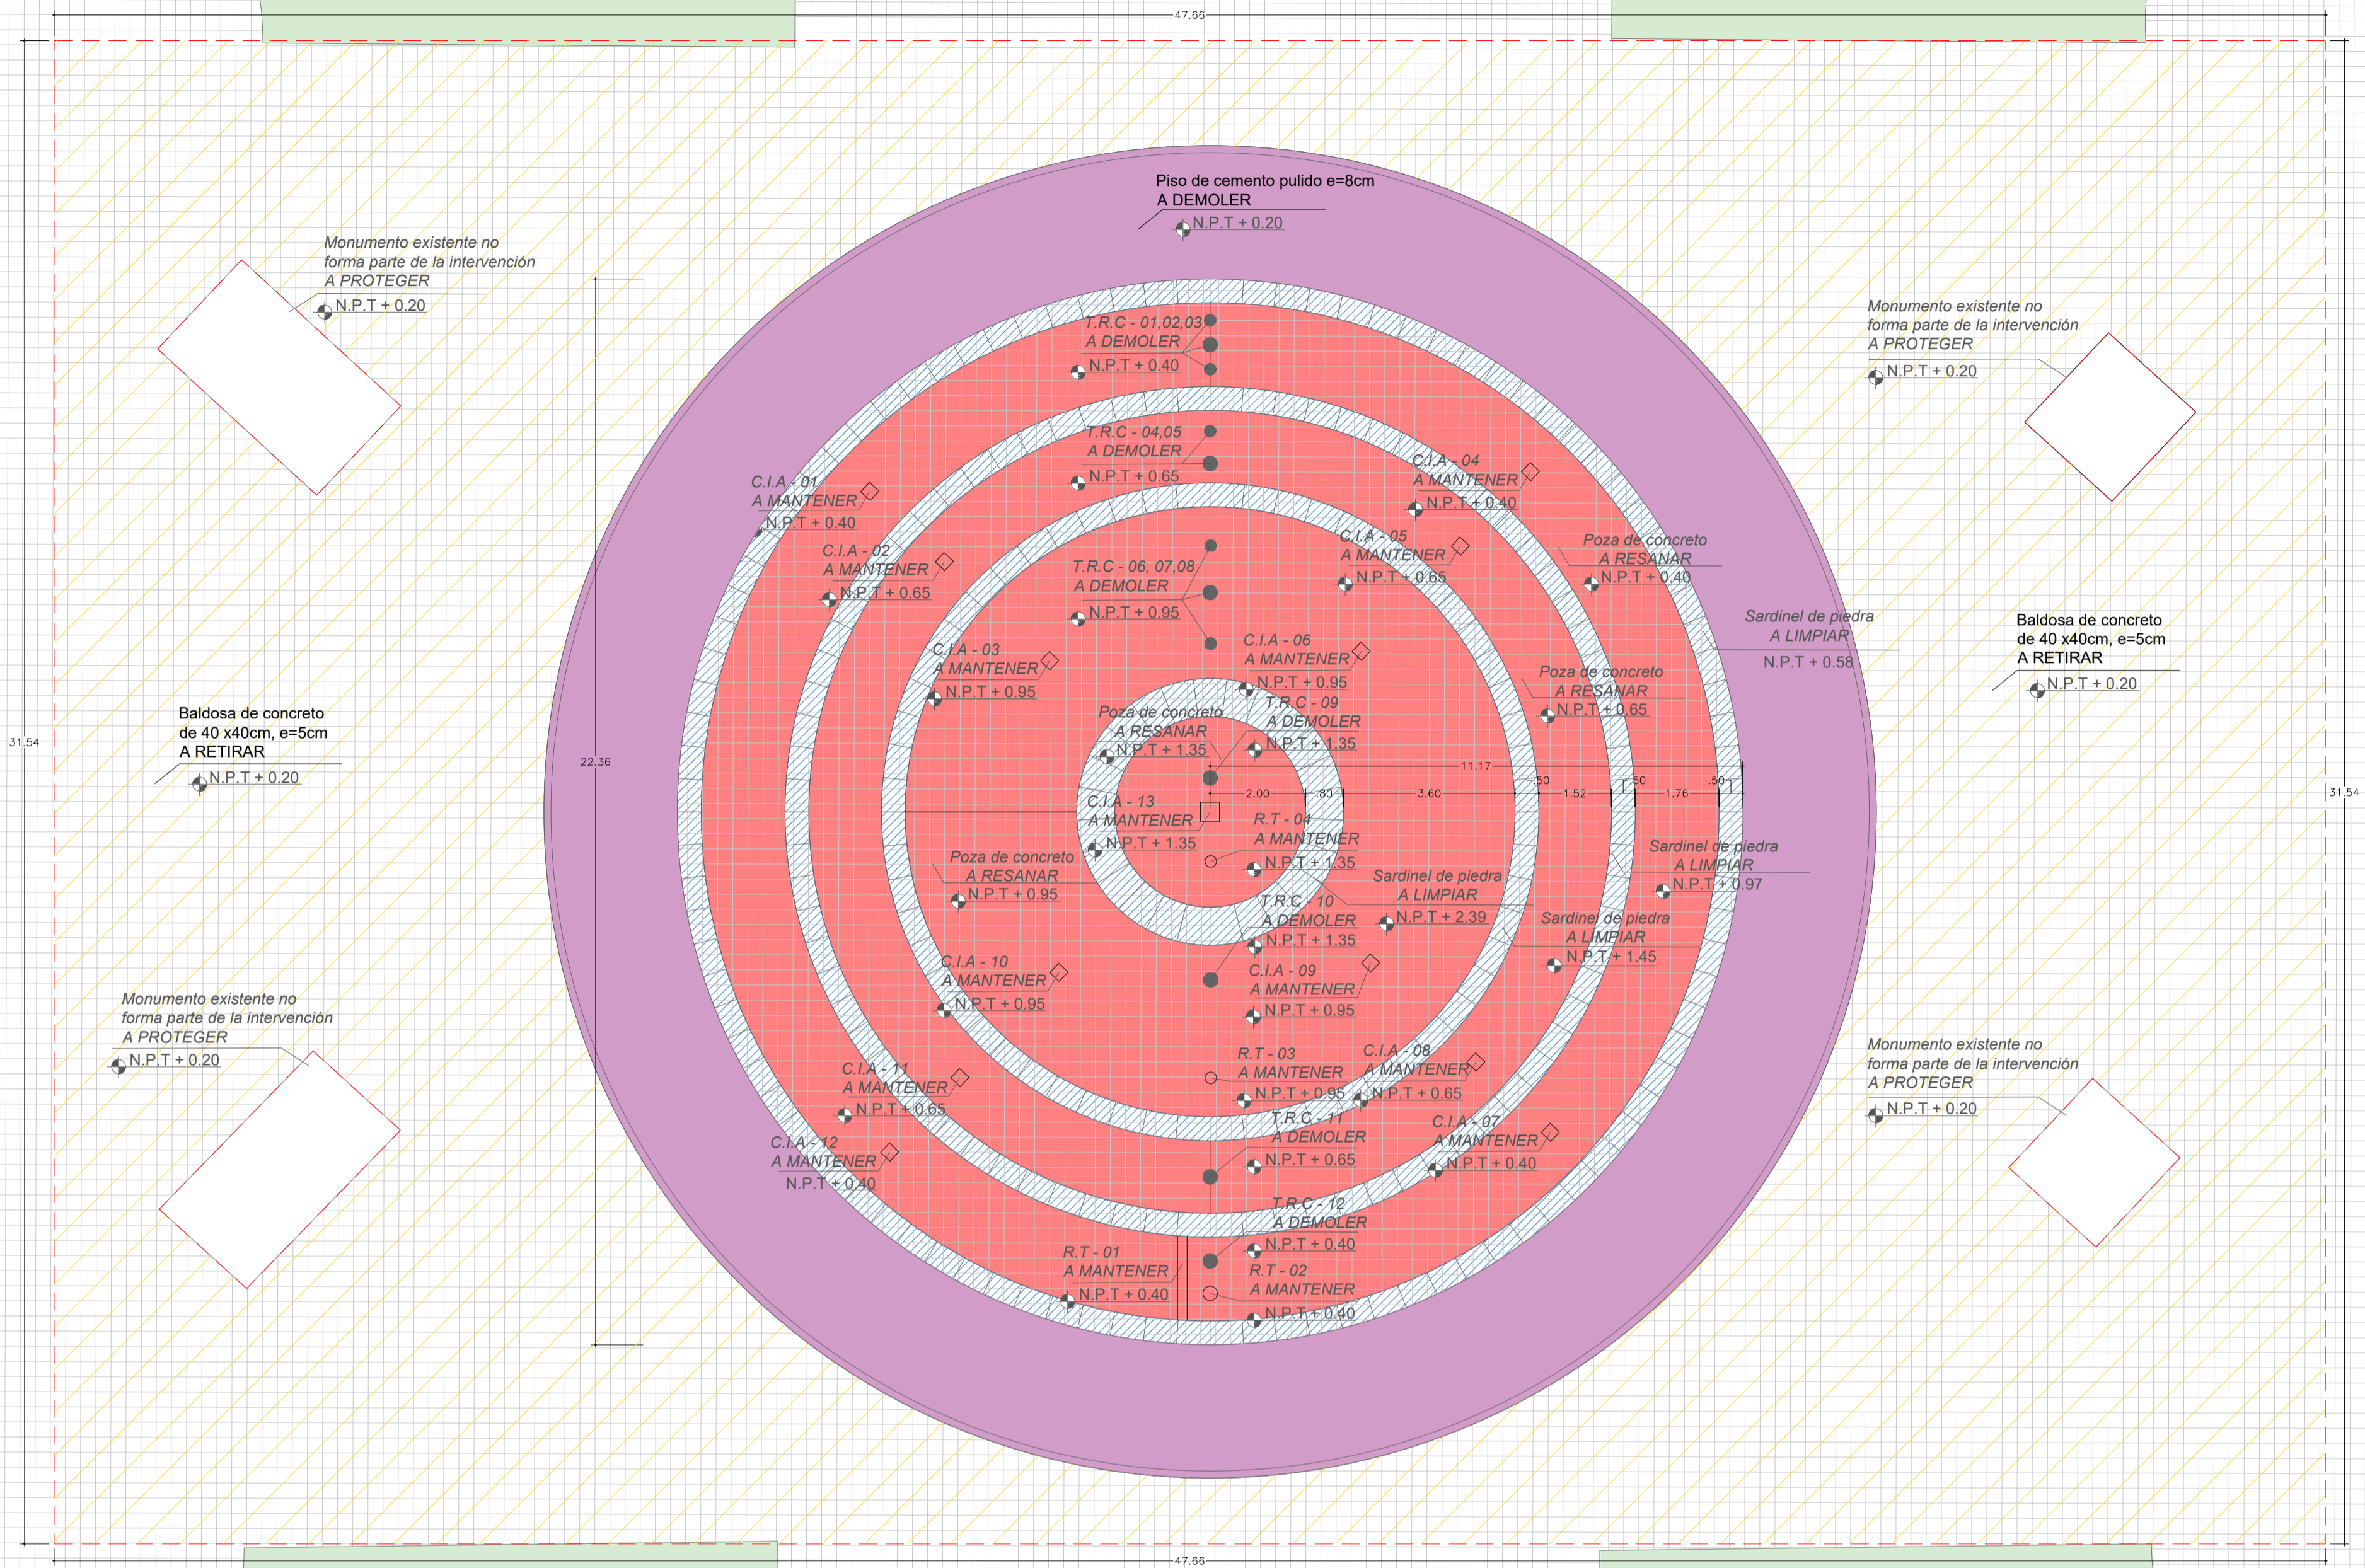 47.66
Piso de cemento pulido e=8cm
A DEMOLER
N.P.T + 0.20
Monumento existente no
forma parte de la intervención
A PROTEGER
N.P.T + 0.20
Monumento existente no
forma parte de la intervención
A PROTEGER
N.P.T + 0.20
T.R.C - 01,02,03
A DEMOLER
N.P.T + 0.40
T.R.C - 04,05
A DEMOLER
N.P.T + 0.65
C.I.A - 01
A MANTENER
N.P.T + 0.40
C.I.A - 04
A MANTENER
N.P.T + 0.40
C.I.A - 02
A MANTENER
N.P.T + 0.65
C.I.A - 05
A MANTENER
N.P.T + 0.65
Poza de concreto
A RESANAR
N.P.T + 0.40
T.R.C - 06, 07,08
A DEMOLER
N.P.T + 0.95
Sardinel de piedra
A LIMPIAR
N.P.T + 0.58
Baldosa de concreto
de 40 x40cm, e=5cm
A RETIRAR
N.P.T + 0.20
C.I.A - 03
A MANTENER
N.P.T + 0.95
C.I.A - 06
A MANTENER
N.P.T + 0.95
Poza de concreto
A RESANAR
N.P.T + 0.65
T.R.C - 09
A DEMOLER
N.P.T + 1.35
Poza de concreto
A RESANAR
N.P.T + 1.35
Baldosa de concreto
de 40 x40cm, e=5cm
A RETIRAR
N.P.T + 0.20
31.54
22.36
11.17
2.00
.80
3.60
.50
1.52
.50
1.76
.50
31.54
C.I.A - 13
A MANTENER
N.P.T + 1.35
R.T - 04
A MANTENER
N.P.T + 1.35
Sardinel de piedra
A LIMPIAR
N.P.T + 0.97
Poza de concreto
A RESANAR
N.P.T + 0.95
Sardinel de piedra
A LIMPIAR
N.P.T + 2.39
T.R.C - 10
A DEMOLER
N.P.T + 1.35
Sardinel de piedra
A LIMPIAR
N.P.T + 1.45
C.I.A - 10
A MANTENER
N.P.T + 0.95
C.I.A - 09
A MANTENER
N.P.T + 0.95
Monumento existente no
forma parte de la intervención
A PROTEGER
N.P.T + 0.20
Monumento existente no
forma parte de la intervención
A PROTEGER
N.P.T + 0.20
R.T - 03
A MANTENER
N.P.T + 0.95
C.I.A - 08
A MANTENER
N.P.T + 0.65
C.I.A - 11
A MANTENER
N.P.T + 0.65
T.R.C - 11
A DEMOLER
N.P.T + 0.65
C.I.A - 07
A MANTENER
N.P.T + 0.40
C.I.A - 12
A MANTENER
N.P.T + 0.40
T.R.C - 12
A DEMOLER
N.P.T + 0.40
R.T - 01
A MANTENER
N.P.T + 0.40
R.T - 02
A MANTENER
N.P.T + 0.40
47.66